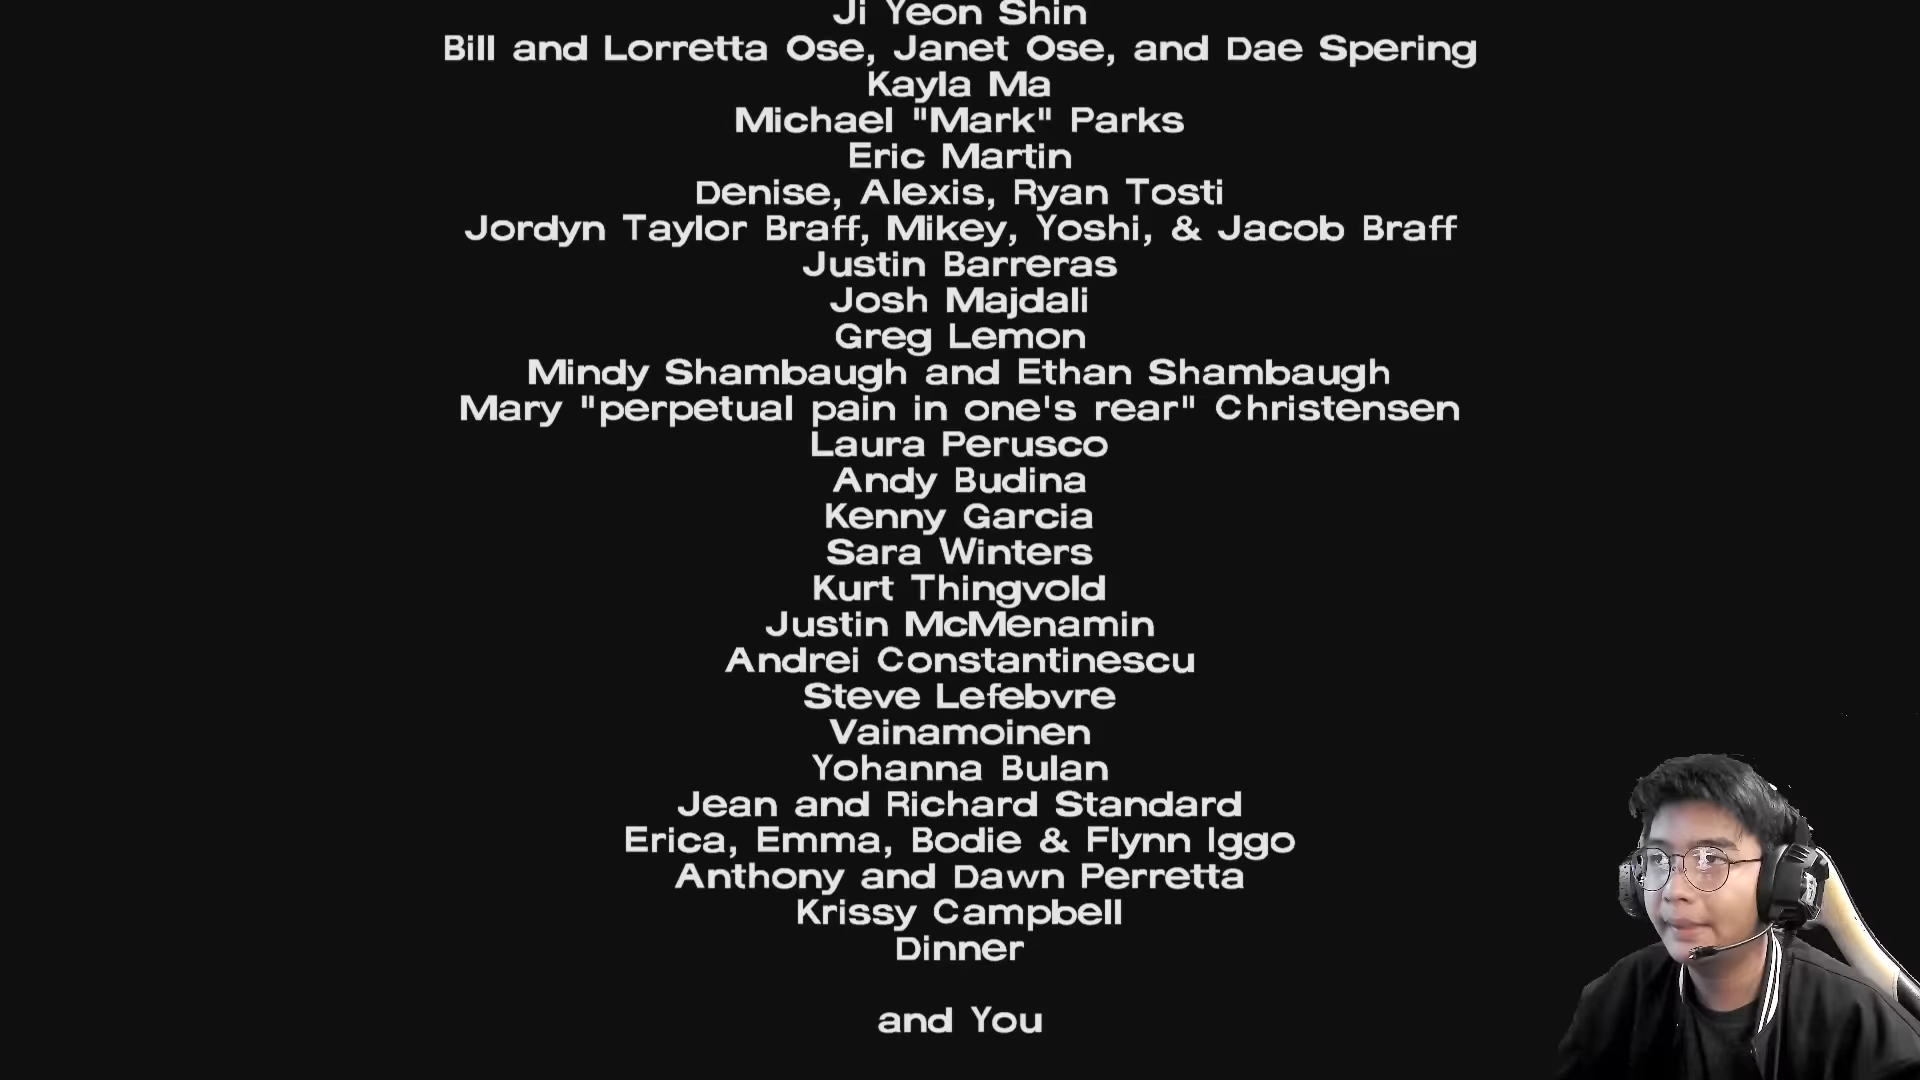 Ji Yeon Shin
Bill and Lorretta Ose, Janet Ose, and Dae Spering
Kayla Ma
Michael "Mark" Parks
Eric Martin
Denise, Alexis, Ryan Tosti
Jordyn Taylor Braff, Mikey, Yoshi, & Jacob Braff
Justin Barreras
Josh Majdali
Greg Lemon
Mindy Shambaugh and Ethan Shambaugh
Mary "perpetual pain in one's rear" Christensen
Laura Perusco
Andy Budina
Kenny Garcia
Sara Winters
Kurt Thingvold
Justin McMenamin
Andrei Constantinescu
Steve Lefebvre
Vainamoinen
Yohanna Bulan
Jean and Richard Standard
Erica, Emma, Bodie & Flynn Iggo
Anthony and Dawn Perretta
Krissy Campbell
Dinner
and You